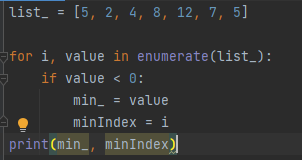 list_ = [5, 2, 4, 8, 12, 7, 5]
for i, value in enumerate(list_):
    if value < 0:
        min_ = value
        minIndex = i
print(min_, minIndex)